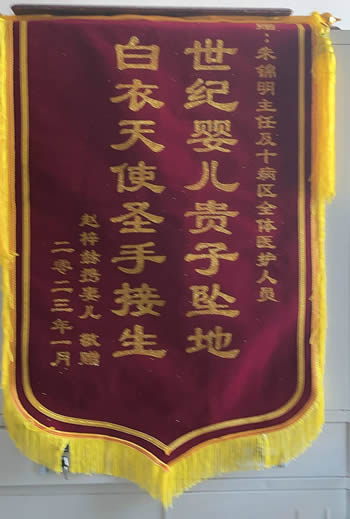 赠：朱锦明主任及十病区全体医护人员
世纪婴儿贵子坠地
白衣天使圣手接生
赵梓龄携妻儿 敬赠
二零二三年一月